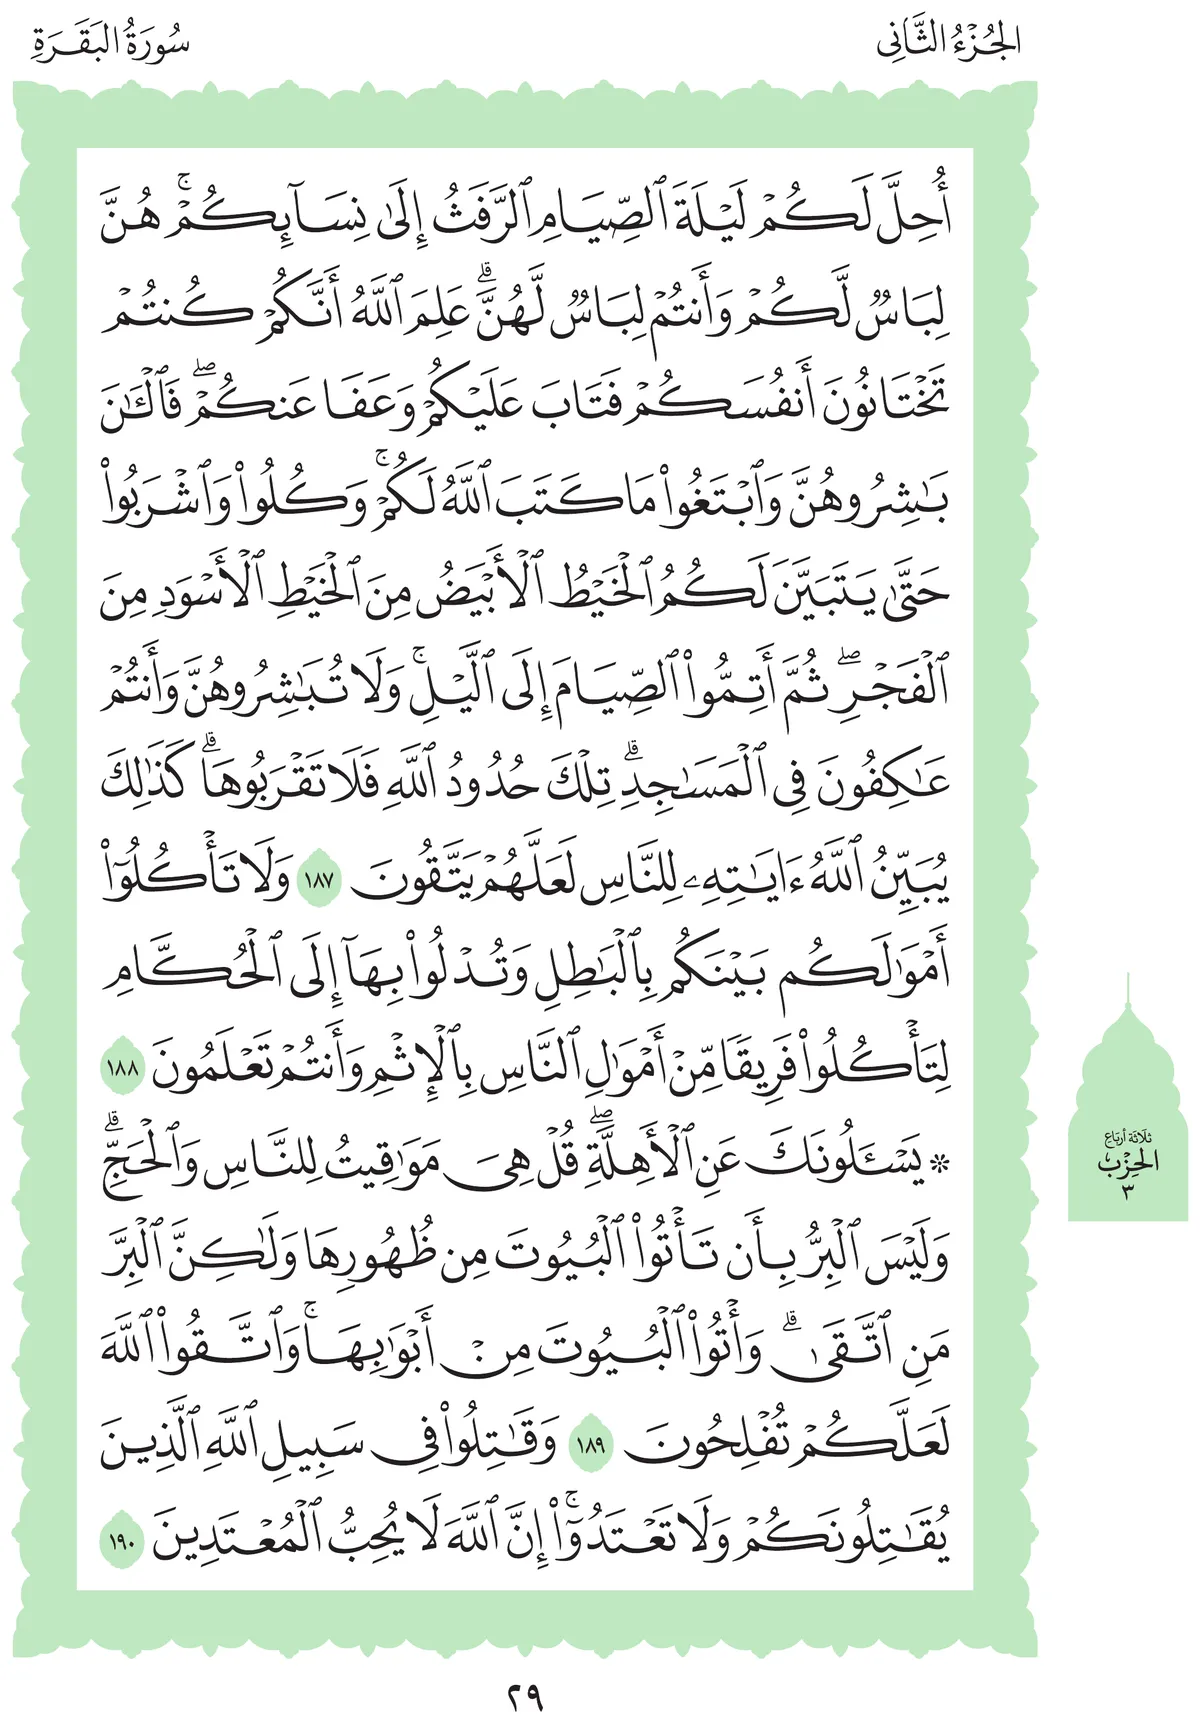 الجُزْءُ الثَّانِى
سُورَةُ البَقَرَةِ
أُحِلَّ لَكُمۡ لَيۡلَةَ ٱلصِّيَامِ ٱلرَّفَثُ إِلَىٰ نِسَآئِكُمۡۚ هُنَّ
لِبَاسٞ لَّكُمۡ وَأَنتُمۡ لِبَاسٞ لَّهُنَّۗ عَلِمَ ٱللَّهُ أَنَّكُمۡ كُنتُمۡ
تَخۡتَانُونَ أَنفُسَكُمۡ فَتَابَ عَلَيۡكُمۡ وَعَفَا عَنكُمۡۖ فَٱلۡـَٰٔنَ
بَٰشِرُوهُنَّ وَٱبۡتَغُواْ مَا كَتَبَ ٱللَّهُ لَكُمۡۚ وَكُلُواْ وَٱشۡرَبُواْ
حَتَّىٰ يَتَبَيَّنَ لَكُمُ ٱلۡخَيۡطُ ٱلۡأَبۡيَضُ مِنَ ٱلۡخَيۡطِ ٱلۡأَسۡوَدِ مِنَ
ٱلۡفَجۡرِۖ ثُمَّ أَتِمُّواْ ٱلصِّيَامَ إِلَى ٱلَّيۡلِۚ وَلَا تُبَٰشِرُوهُنَّ وَأَنتُمۡ
عَٰكِفُونَ فِي ٱلۡمَسَٰجِدِۗ تِلۡكَ حُدُودُ ٱللَّهِ فَلَا تَقۡرَبُوهَاۗ كَذَٰلِكَ
يُبَيِّنُ ٱللَّهُ ءَايَٰتِهِۦ لِلنَّاسِ لَعَلَّهُمۡ يَتَّقُونَ ١٨٧ وَلَا تَأۡكُلُوٓاْ
أَمۡوَٰلَكُم بَيۡنَكُم بِٱلۡبَٰطِلِ وَتُدۡلُواْ بِهَآ إِلَى ٱلۡحُكَّامِ
لِتَأۡكُلُواْ فَرِيقٗا مِّنۡ أَمۡوَٰلِ ٱلنَّاسِ بِٱلۡإِثۡمِ وَأَنتُمۡ تَعۡلَمُونَ ١٨٨
۞ يَسۡـَٔلُونَكَ عَنِ ٱلۡأَهِلَّةِۖ قُلۡ هِيَ مَوَٰقِيتُ لِلنَّاسِ وَٱلۡحَجِّۗ
وَلَيۡسَ ٱلۡبِرُّ بِأَن تَأۡتُواْ ٱلۡبُيُوتَ مِن ظُهُورِهَا وَلَٰكِنَّ ٱلۡبِرَّ
مَنِ ٱتَّقَىٰۗ وَأۡتُواْ ٱلۡبُيُوتَ مِنۡ أَبۡوَٰبِهَاۚ وَٱتَّقُواْ ٱللَّهَ
لَعَلَّكُمۡ تُفۡلِحُونَ ١٨٩ وَقَٰتِلُواْ فِي سَبِيلِ ٱللَّهِ ٱلَّذِينَ
يُقَٰتِلُونَكُمۡ وَلَا تَعۡتَدُوٓاْۚ إِنَّ ٱللَّهَ لَا يُحِبُّ ٱلۡمُعۡتَدِينَ ١٩٠
ثلاثة أرباع
الحِزْب
٣
٢٩